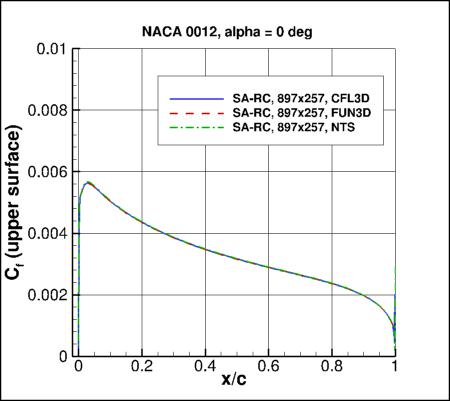 NACA 0012, alpha = 0 deg
0.01
0.008
0.006
0.004
0.002
0
Cf (upper surface)
SA-RC, 897x257, CFL3D
SA-RC, 897x257, FUN3D
SA-RC, 897x257, NTS
0 0.2 0.4 0.6 0.8 1
x/c